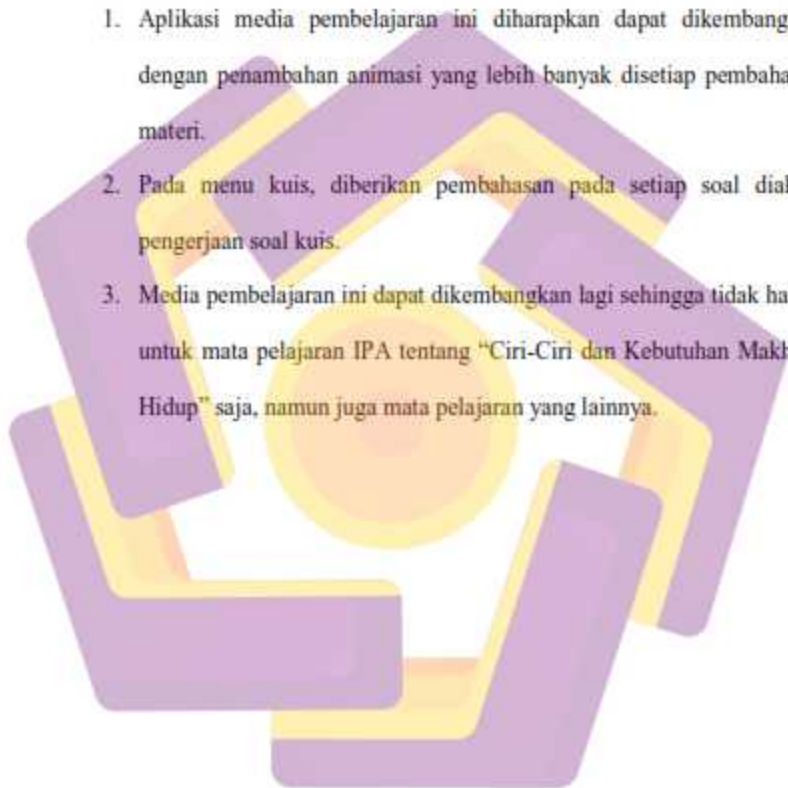 1. Aplikasi media pembelajaran ini diharapkan dapat dikembang
dengan penambahan animasi yang lebih banyak disetiap pembaha
materi.
2. Pada menu kuis, diberikan pembahasan pada setiap soal dial
pengerjaan soal kuis.
3. Media pembelajaran ini dapat dikembangkan lagi sehingga tidak ha
untuk mata pelajaran IPA tentang “Ciri-Ciri dan Kebutuhan Makh
Hidup” saja, namun juga mata pelajaran yang lainnya.